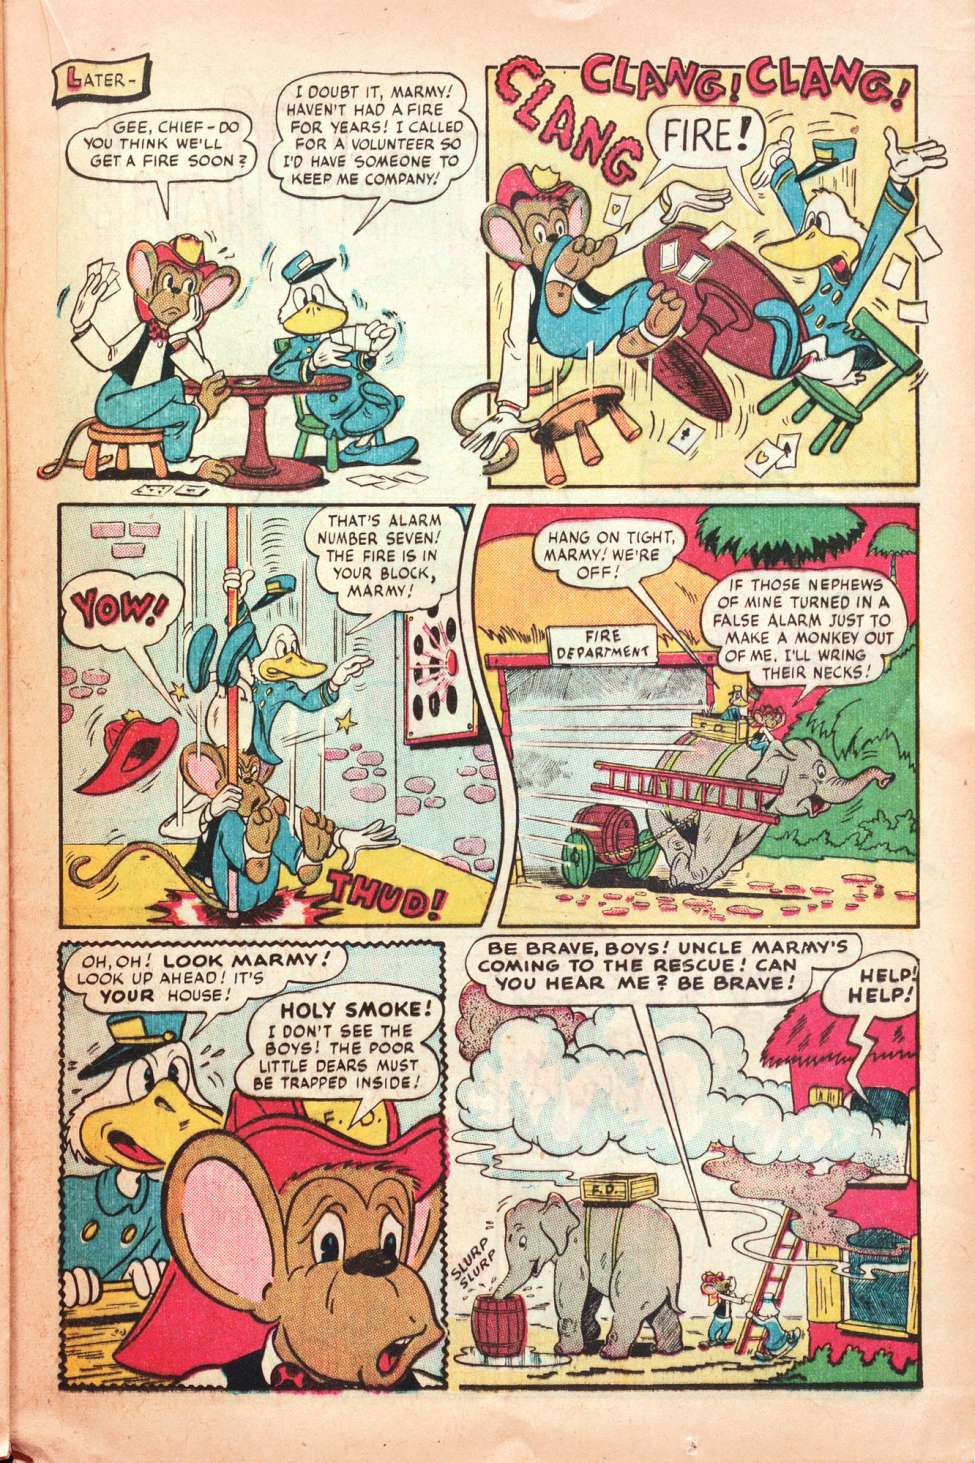 LATER-
GEE, CHIEF - DO
YOU THINK WE'LL
GET A FIRE SOON?
I DOUBT IT, MARMY!
HAVEN'T HAD A FIRE
FOR YEARS! I CALLED
FOR A VOLUNTEER SO
I'D HAVE SOMEONE TO
KEEP ME COMPANY!
CLANG CLANG! CLANG!
FIRE!
YOW!
THAT'S ALARM
NUMBER SEVEN!
THE FIRE IS IN
YOUR BLOCK,
MARMY!
THUD!
HANG ON TIGHT,
MARMY! WE'RE
OFF!
FIRE
DEPARTMENT
IF THOSE NEPHEWS
OF MINE TURNED IN A
FALSE ALARM JUST TO
MAKE A MONKEY OUT
OF ME, I'LL WRING
THEIR NECKS!
OH, OH! LOOK MARMY!
LOOK UP AHEAD! IT'S
YOUR HOUSE!
HOLY SMOKE!
I DON'T SEE THE
BOYS! THE POOR
LITTLE DEARS MUST
BE TRAPPED INSIDE!
F. D.
BE BRAVE, BOYS! UNCLE MARMY'S
COMING TO THE RESCUE! CAN
YOU HEAR ME? BE BRAVE!
HELP!
HELP!
F.D.
SLURP
SLURP